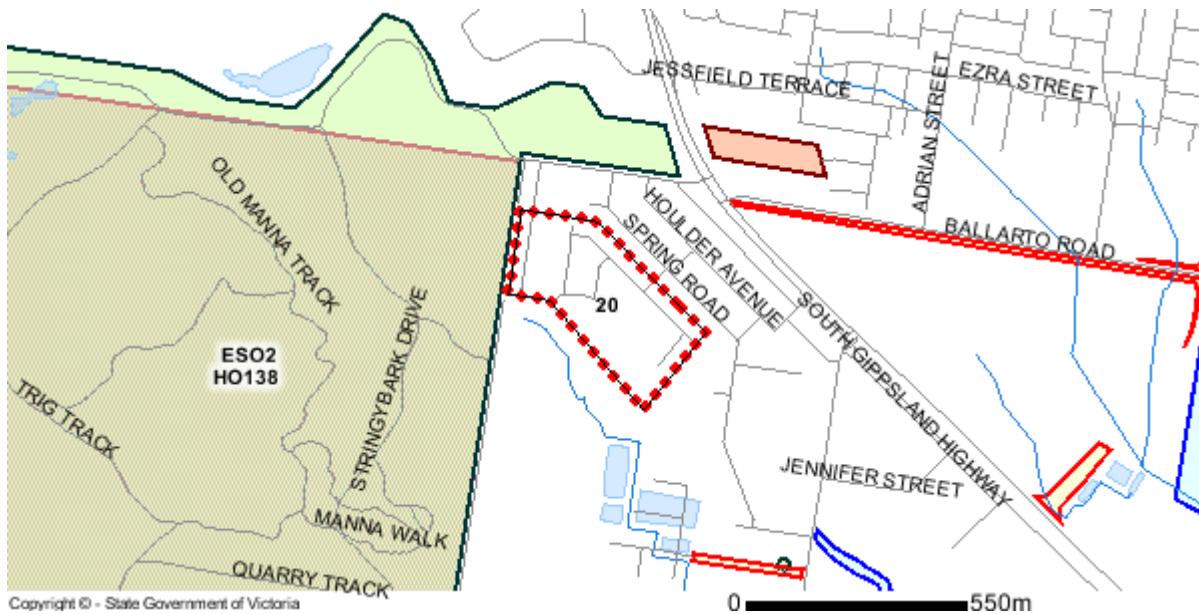 JESSFIELD TERRACE
EZRA STREET
ADRIAN STREET
OLD MANNA TRACK
HOULDER AVENUE
SPRING ROAD
BALLARTO ROAD
20
SOUTH GIPPSLAND HIGHWAY
STRINGYBARK DRIVE
ESO2
HO138
TRIG TRACK
JENNIFER STREET
MANNA WALK
QUARRY TRACK
Copyright © - State Government of Victoria
0 550m